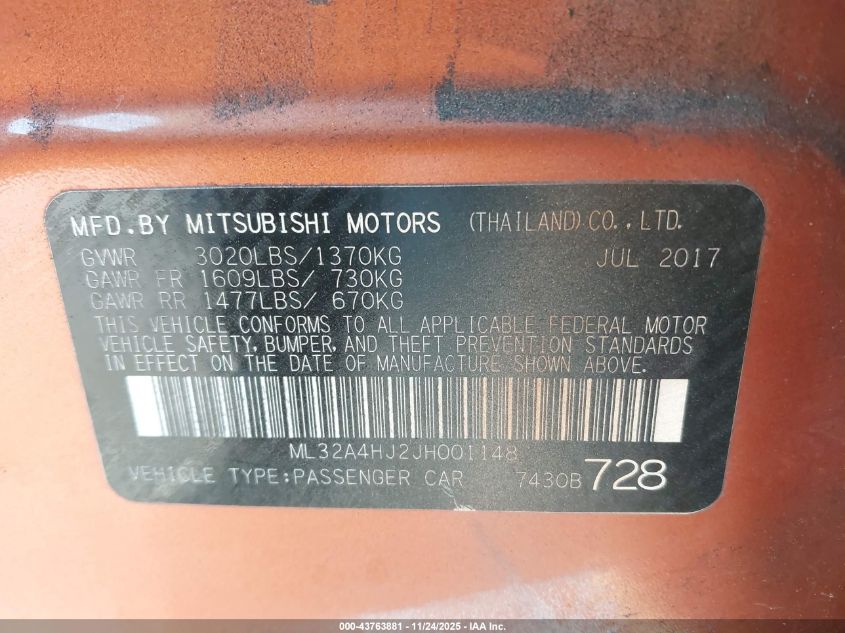 MFD.BY MITSUBISHI MOTORS (THAILAND) CO.,LTD.
GVWR 3020LBS/1370KG JUL 2017
GAWR FR 1609LBS/ 730KG
GAWR RR 1477LBS/ 670KG
THIS VEHICLE CONFORMS TO ALL APPLICABLE FEDERAL MOTOR
VEHICLE SAFETY, BUMPER, AND THEFT PREVENTION STANDARDS
IN EFFECT ON THE DATE OF MANUFACTURE SHOWN ABOVE.
ML32A4HJ2JH001148
VEHICLE TYPE:PASSENGER CAR 7430B 728
000-43763881 - 11/24/2025 - IAA Inc.